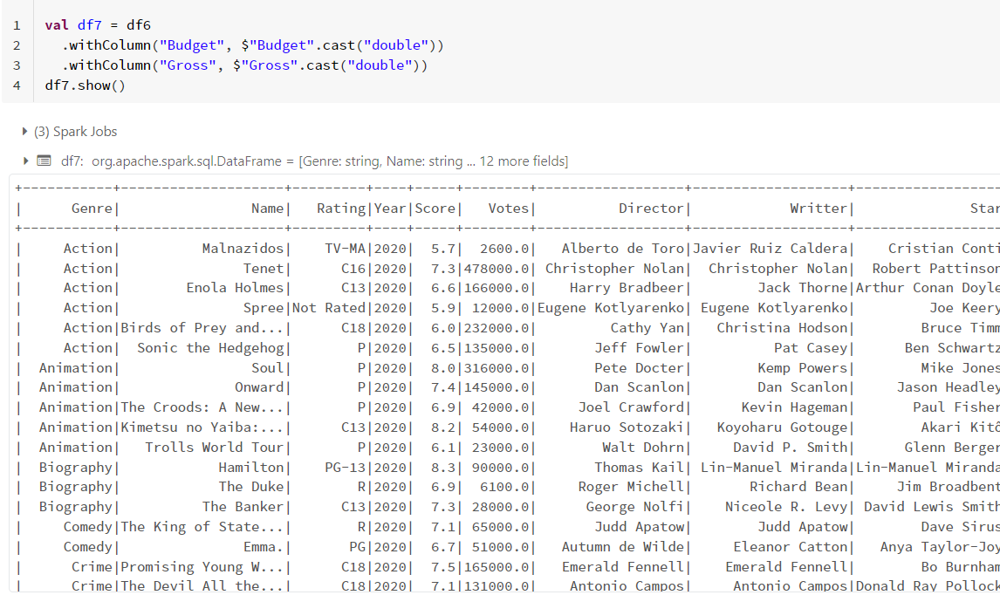 1 val df7 = df6
2 .withColumn("Budget", $"Budget".cast("double"))
3 .withColumn("Gross", $"Gross".cast("double"))
4 df7.show()
(3) Spark Jobs
df7: org.apache.spark.sql.DataFrame = [Genre: string, Name: string ... 12 more fields]
+-----------+--------------------+---------+----+-----+--------+------------------+-------------------+------------------
| Genre| Name| Rating|Year|Score| Votes| Director| Writter| Star
+-----------+--------------------+---------+----+-----+--------+------------------+-------------------+------------------
| Action| Malnazidos| TV-MA|2020| 5.7| 2600.0| Alberto de Toro|Javier Ruiz Caldera| Cristian Conti
| Action| Tenet| C16|2020| 7.3|478000.0| Christopher Nolan| Christopher Nolan| Robert Pattinson
| Action| Enola Holmes| C13|2020| 6.6|166000.0| Harry Bradbeer| Jack Thorne|Arthur Conan Doyle
| Action| Spree|Not Rated|2020| 5.9| 12000.0|Eugene Kotlyarenko| Eugene Kotlyarenko| Joe Keery
| Action|Birds of Prey and...| C18|2020| 6.0|232000.0| Cathy Yan| Christina Hodson| Bruce Timm
| Action| Sonic the Hedgehog| P|2020| 6.5|135000.0| Jeff Fowler| Pat Casey| Ben Schwartz
| Animation| Soul| P|2020| 8.0|316000.0| Pete Docter| Kemp Powers| Mike Jones
| Animation| Onward| P|2020| 7.4|145000.0| Dan Scanlon| Dan Scanlon| Jason Headley
| Animation|The Croods: A New...| P|2020| 6.9| 42000.0| Joel Crawford| Kevin Hageman| Paul Fisher
| Animation|Kimetsu no Yaiba:...| C13|2020| 8.2| 54000.0| Haruo Sotozaki| Koyoharu Gotouge| Akari Kitô
| Animation| Trolls World Tour| P|2020| 6.1| 23000.0| Walt Dohrn| David P. Smith| Glenn Berger
| Biography| Hamilton| PG-13|2020| 8.3| 90000.0| Thomas Kail| Lin-Manuel Miranda|Lin-Manuel Miranda
| Biography| The Duke| R|2020| 6.9| 6100.0| Roger Michell| Richard Bean| Jim Broadbent
| Biography| The Banker| C13|2020| 7.3| 28000.0| George Nolfi| Niceole R. Levy| David Lewis Smith
| Comedy|The King of State...| R|2020| 7.1| 65000.0| Judd Apatow| Judd Apatow| Dave Sirus
| Comedy| Emma.| PG|2020| 6.7| 51000.0| Autumn de Wilde| Eleanor Catton| Anya Taylor-Joy
| Crime|Promising Young W...| C18|2020| 7.5|165000.0| Emerald Fennell| Emerald Fennell| Bo Burnham
| Crime|The Devil All the...| C18|2020| 7.1|131000.0| Antonio Campos| Antonio Campos|Donald Ray Pollock